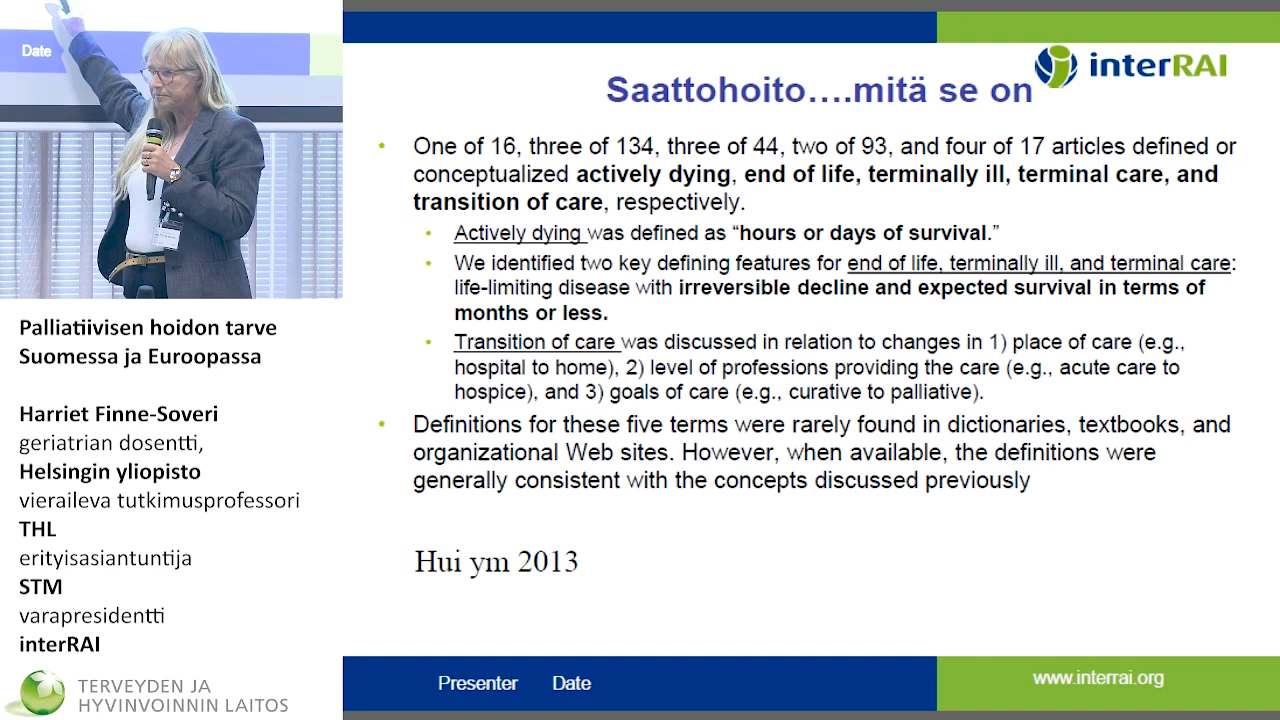 Date
Palliatiivisen hoidon tarve
Suomessa ja Euroopassa
Harriet Finne-Soveri
geriatrian dosentti,
Helsingin yliopisto
vieraileva tutkimusprofessori
THL
erityisasiantuntija
STM
varapresidentti
interRAI
TERVEYDEN JA
HYVINVOINNIN LAITOS
interRAI
Saattohoito….mitä se on
• One of 16, three of 134, three of 44, two of 93, and four of 17 articles defined or
conceptualized actively dying, end of life, terminally ill, terminal care, and
transition of care, respectively.
• Actively dying was defined as “hours or days of survival.”
• We identified two key defining features for end of life, terminally ill, and terminal care:
life-limiting disease with irreversible decline and expected survival in terms of
months or less.
• Transition of care was discussed in relation to changes in 1) place of care (e.g.,
hospital to home), 2) level of professions providing the care (e.g., acute care to
hospice), and 3) goals of care (e.g., curative to palliative).
• Definitions for these five terms were rarely found in dictionaries, textbooks, and
organizational Web sites. However, when available, the definitions were
generally consistent with the concepts discussed previously
Hui ym 2013
Presenter Date
www.interrai.org